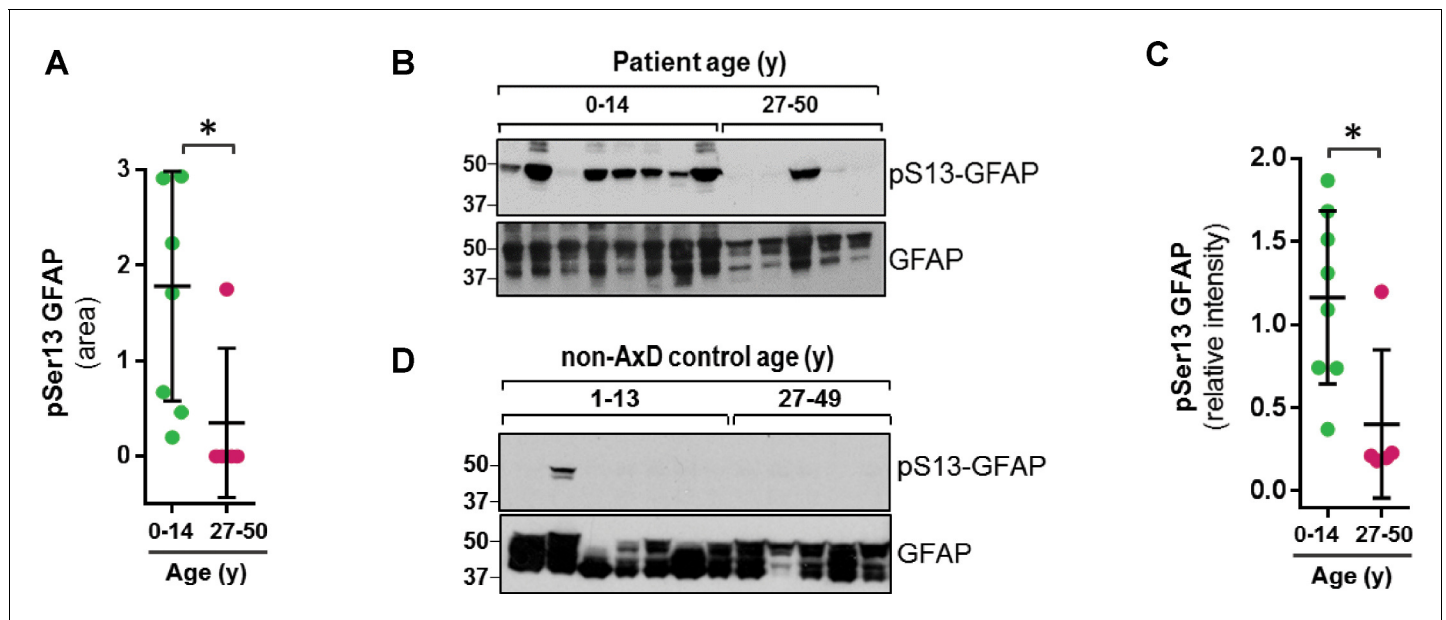 A
*
3
2
1
0
pSer13 GFAP
(area)
0-14 27-50
Age (y)
B
Patient age (y)
0-14 27-50
50
37
pS13-GFAP
50
37
GFAP
D
non-AxD control age (y)
1-13 27-49
50
37
pS13-GFAP
50
37
GFAP
C
*
2.0
1.5
1.0
0.5
0.0
pSer13 GFAP
(relative intensity)
0-14 27-50
Age (y)